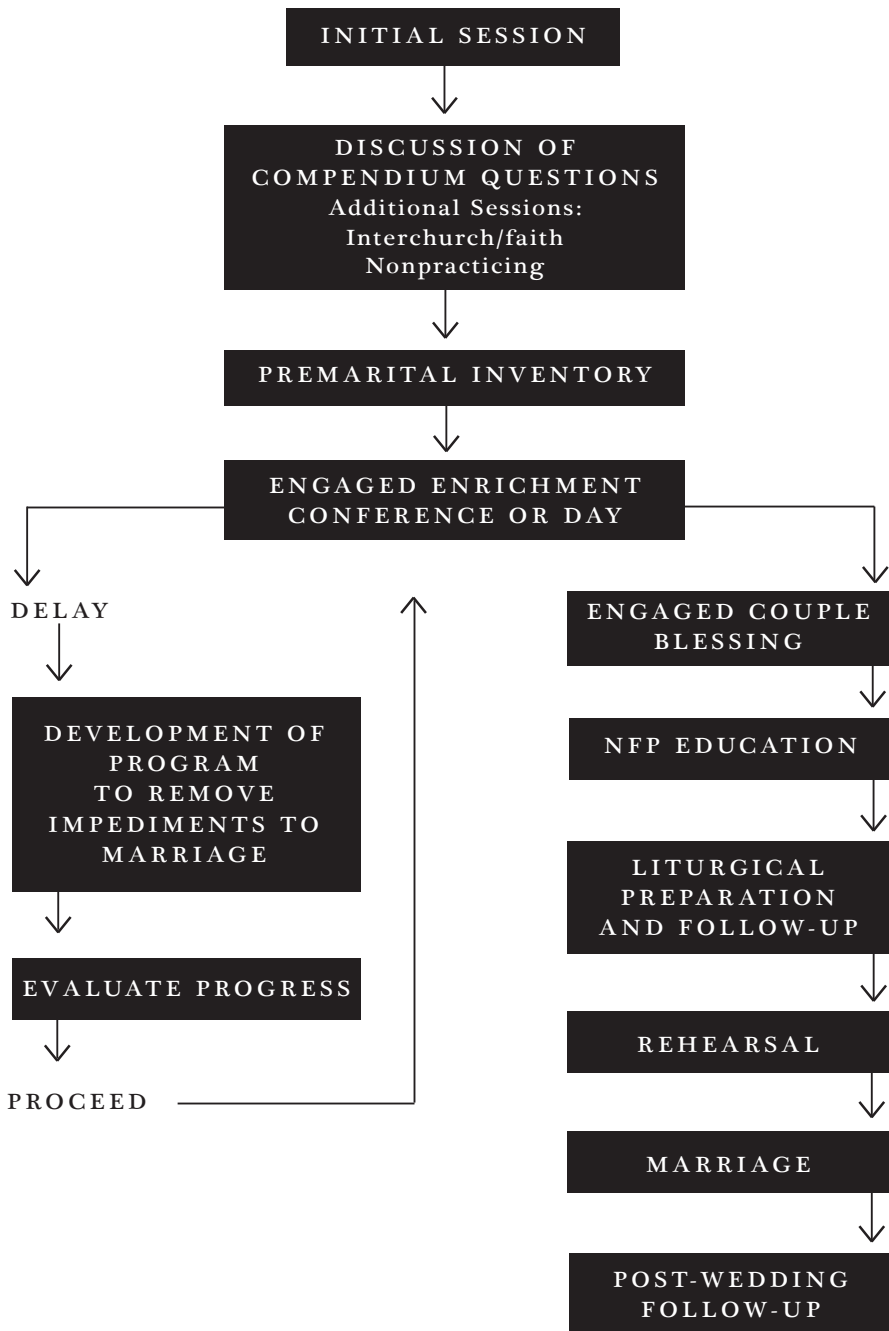 INITIAL SESSION
DISCUSSION OF
COMPENDIUM QUESTIONS
Additional Sessions:
Interchurch/faith
Nonpracticing
PREMARITAL INVENTORY
ENGAGED ENRICHMENT
CONFERENCE OR DAY
DELAY
DEVELOPMENT OF
PROGRAM
TO REMOVE
IMPEDIMENTS TO
MARRIAGE
EVALUATE PROGRESS
PROCEED
ENGAGED COUPLE
BLESSING
NFP EDUCATION
LITURGICAL
PREPARATION
AND FOLLOW-UP
REHEARSAL
MARRIAGE
POST-WEDDING
FOLLOW-UP